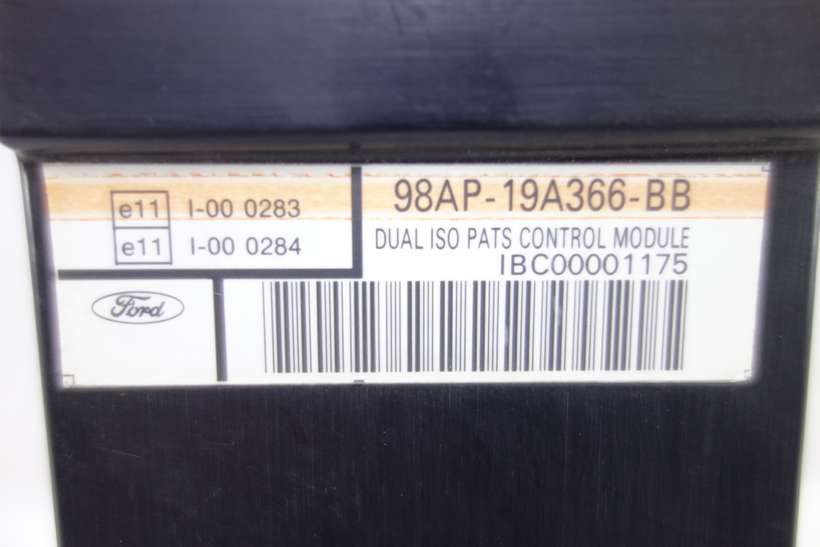 e11 I-00 0283
e11 I-00 0284
98AP-19A366-BB
DUAL ISO PATS CONTROL MODULE
IBC00001175
Ford